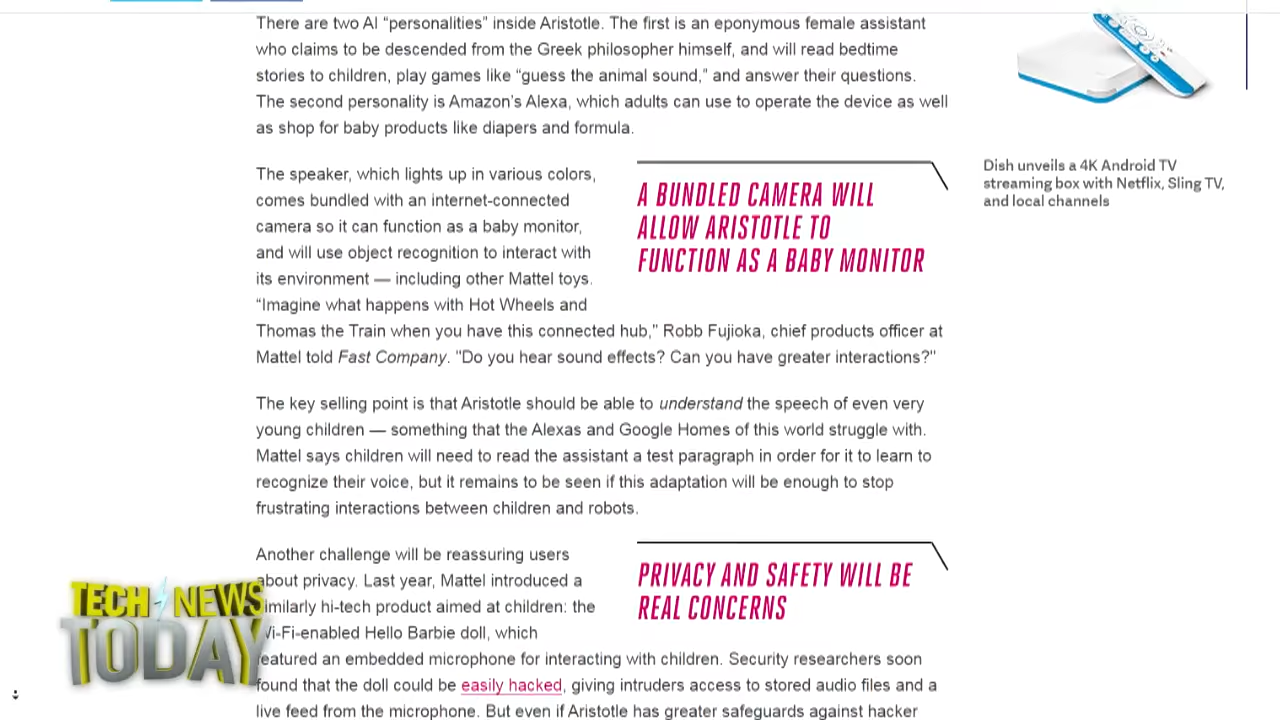 There are two AI “personalities” inside Aristotle. The first is an eponymous female assistant
who claims to be descended from the Greek philosopher himself, and will read bedtime
stories to children, play games like “guess the animal sound,” and answer their questions.
The second personality is Amazon’s Alexa, which adults can use to operate the device as well
as shop for baby products like diapers and formula.
The speaker, which lights up in various colors,
comes bundled with an internet-connected
camera so it can function as a baby monitor,
and will use object recognition to interact with
its environment — including other Mattel toys.
“Imagine what happens with Hot Wheels and
Thomas the Train when you have this connected hub,” Robb Fujioka, chief products officer at
Mattel told Fast Company. "Do you hear sound effects? Can you have greater interactions?"
A BUNDLED CAMERA WILL
ALLOW ARISTOTLE TO
FUNCTION AS A BABY MONITOR
The key selling point is that Aristotle should be able to understand the speech of even very
young children — something that the Alexas and Google Homes of this world struggle with.
Mattel says children will need to read the assistant a test paragraph in order for it to learn to
recognize their voice, but it remains to be seen if this adaptation will be enough to stop
frustrating interactions between children and robots.
Another challenge will be reassuring users
about privacy. Last year, Mattel introduced a
similarly hi-tech product aimed at children: the
Wi-Fi-enabled Hello Barbie doll, which
featured an embedded microphone for interacting with children. Security researchers soon
found that the doll could be easily hacked, giving intruders access to stored audio files and a
live feed from the microphone. But even if Aristotle has greater safeguards against hacker
PRIVACY AND SAFETY WILL BE
REAL CONCERNS
Dish unveils a 4K Android TV
streaming box with Netflix, Sling TV,
and local channels
TECH NEWS
TODAY